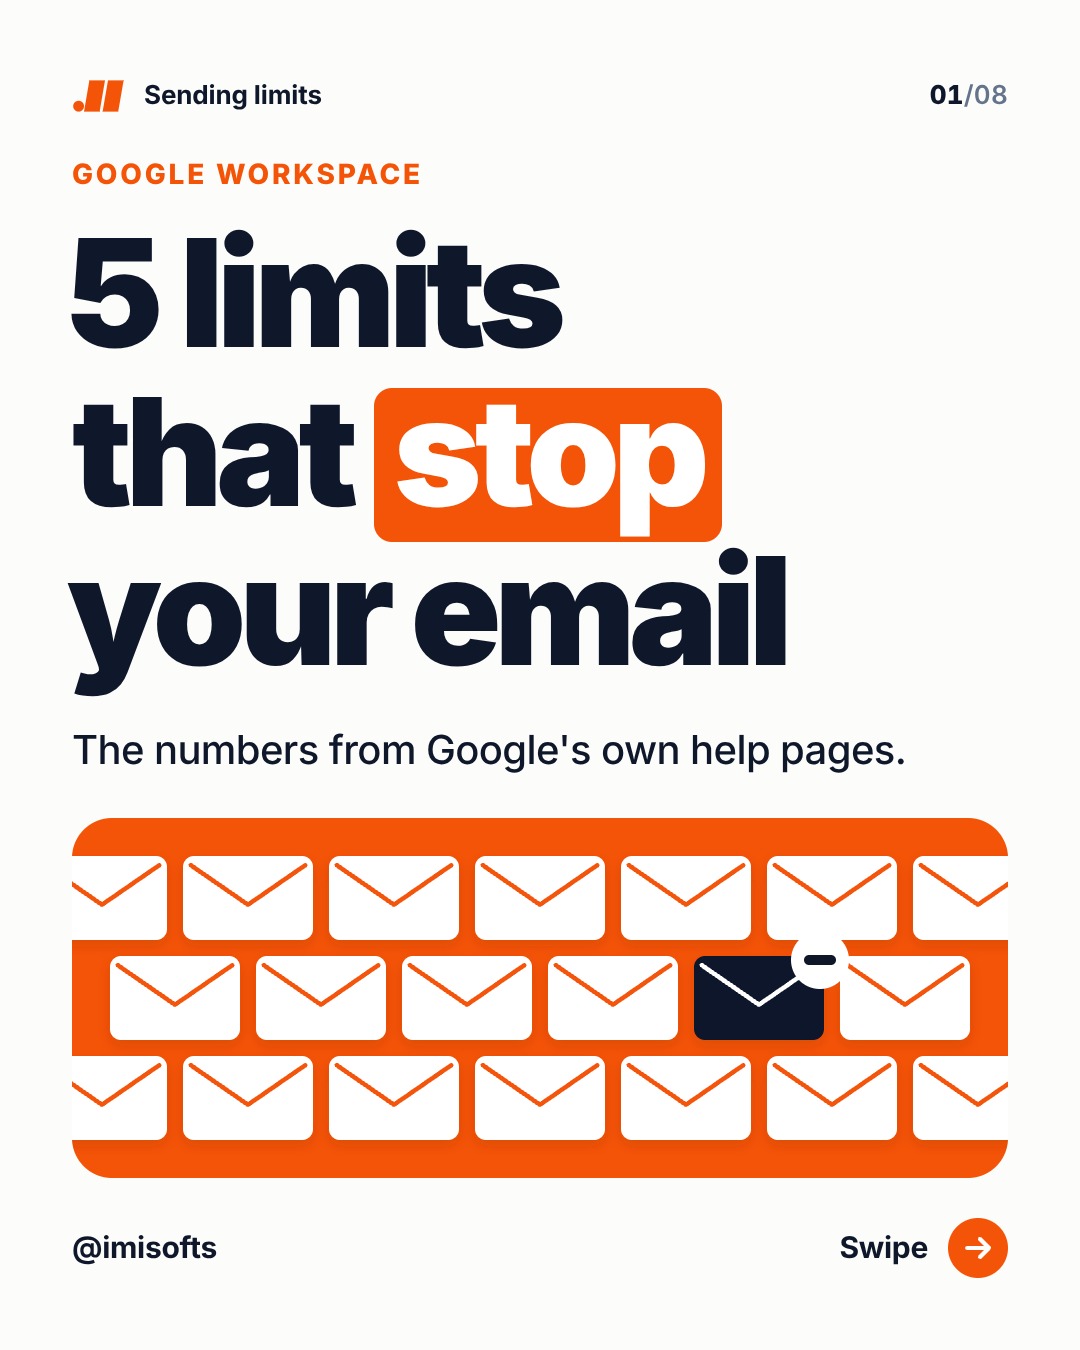 Sending limits
01/08
GOOGLE WORKSPACE
5 limits
that stop
your email
The numbers from Google's own help pages.
@imisofts
Swipe